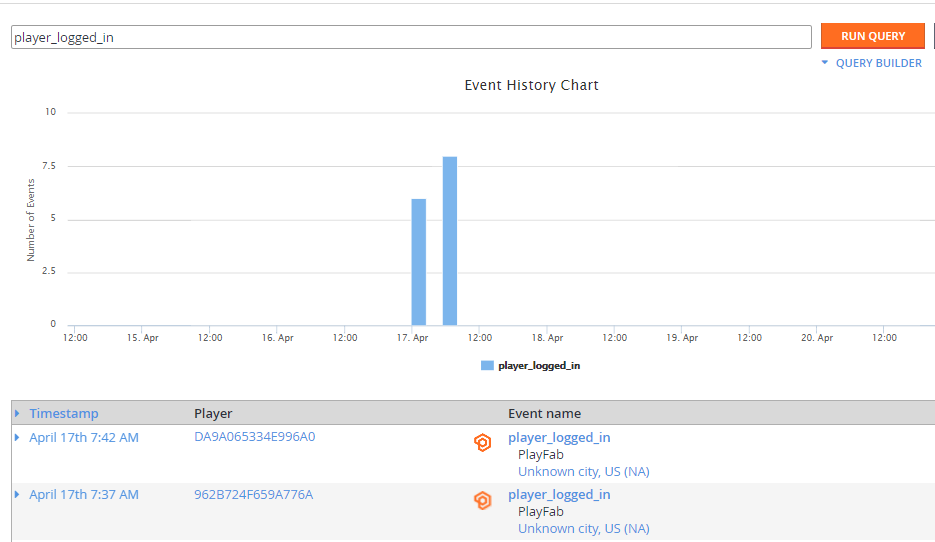 player_logged_in
RUN QUERY
QUERY BUILDER
Event History Chart
10
7.5
5
2.5
0
Number of Events
12:00 15. Apr 12:00 16. Apr 12:00 17. Apr 12:00 18. Apr 12:00 19. Apr 12:00 20. Apr 12:00
player_logged_in
Timestamp Player Event name
April 17th 7:42 AM DA9A065334E996A0 player_logged_in
PlayFab
Unknown city, US (NA)
April 17th 7:37 AM 962B724F659A776A player_logged_in
PlayFab
Unknown city, US (NA)